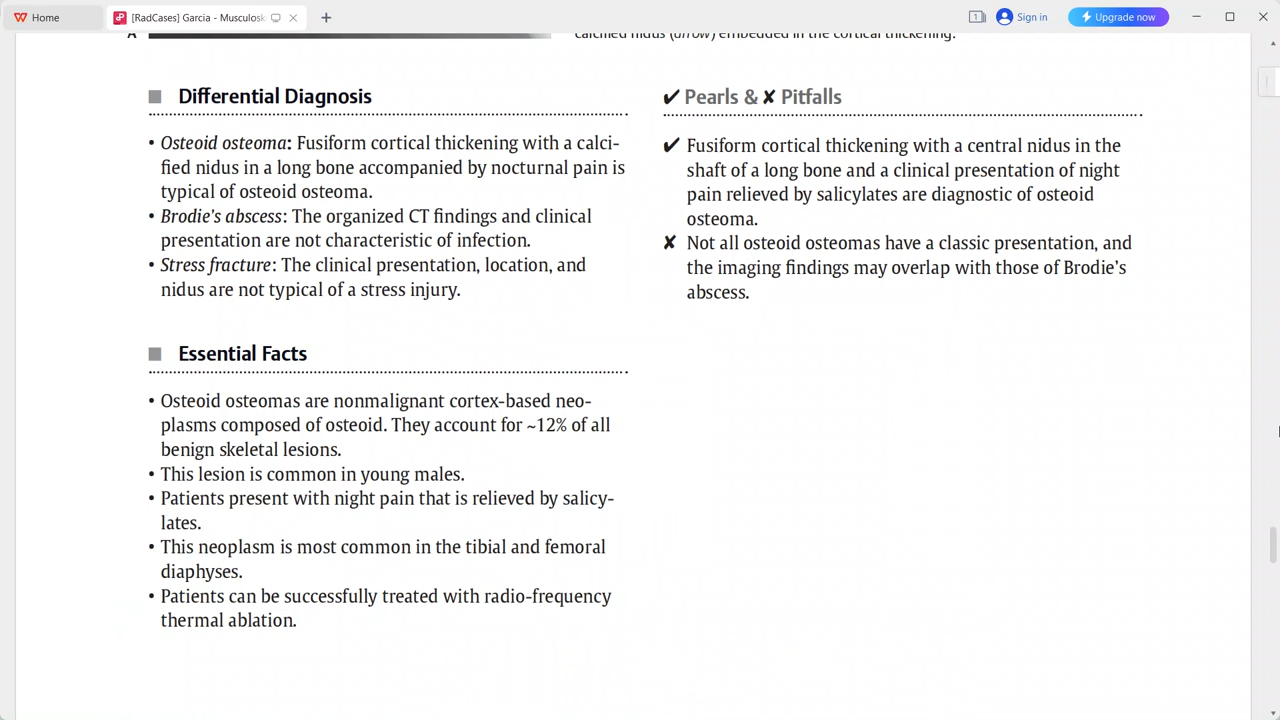 Home
[RadCases] Garcia - Musculosk
Sign in
Upgrade now
A
calcified nidus (arrow) embedded in the cortical thickening.
Differential Diagnosis
• Osteoid osteoma: Fusiform cortical thickening with a calci-
fied nidus in a long bone accompanied by nocturnal pain is
typical of osteoid osteoma.
• Brodie's abscess: The organized CT findings and clinical
presentation are not characteristic of infection.
• Stress fracture: The clinical presentation, location, and
nidus are not typical of a stress injury.
Essential Facts
• Osteoid osteomas are nonmalignant cortex-based neo-
plasms composed of osteoid. They account for ~12% of all
benign skeletal lesions.
• This lesion is common in young males.
• Patients present with night pain that is relieved by salicy-
lates.
• This neoplasm is most common in the tibial and femoral
diaphyses.
• Patients can be successfully treated with radio-frequency
thermal ablation.
✔ Pearls & ✘ Pitfalls
✔ Fusiform cortical thickening with a central nidus in the
shaft of a long bone and a clinical presentation of night
pain relieved by salicylates are diagnostic of osteoid
osteoma.
✘ Not all osteoid osteomas have a classic presentation, and
the imaging findings may overlap with those of Brodie's
abscess.